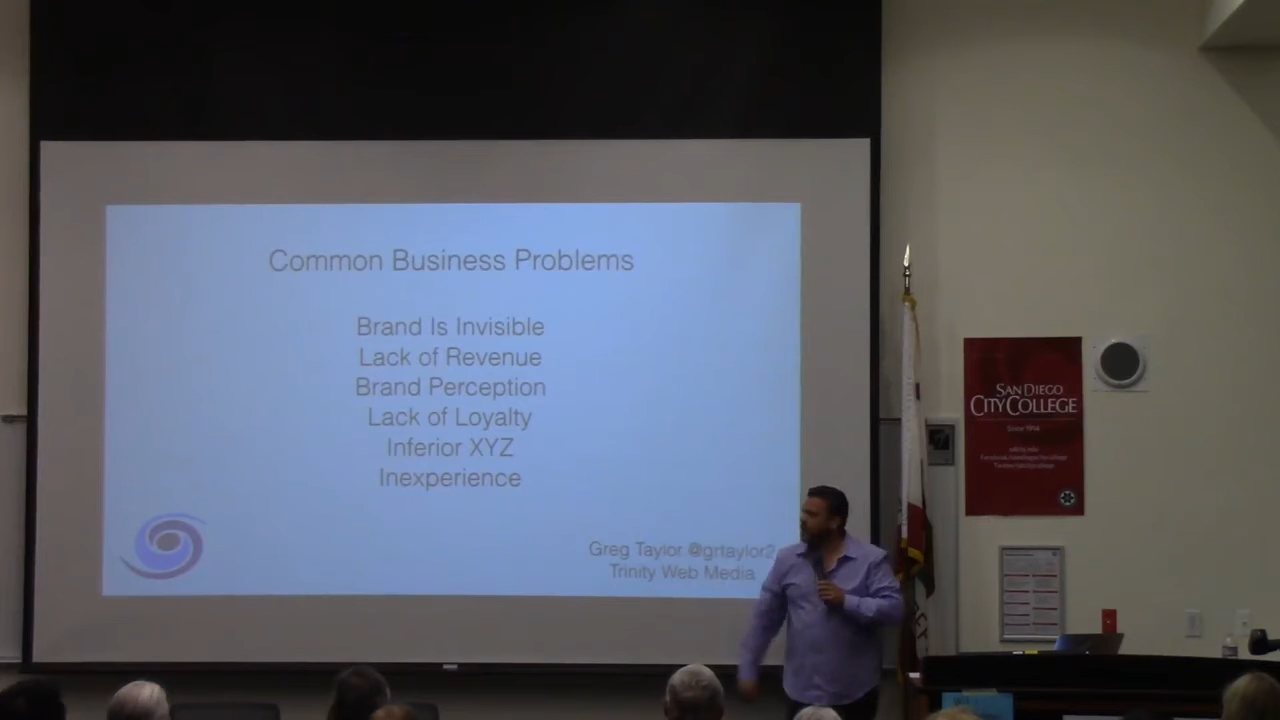 Common Business Problems
Brand Is Invisible
Lack of Revenue
Brand Perception
Lack of Loyalty
Inferior XYZ
Inexperience
Greg Taylor @grtaylor2
Trinity Web Media
SAN DIEGO
CITY COLLEGE
Since 1914